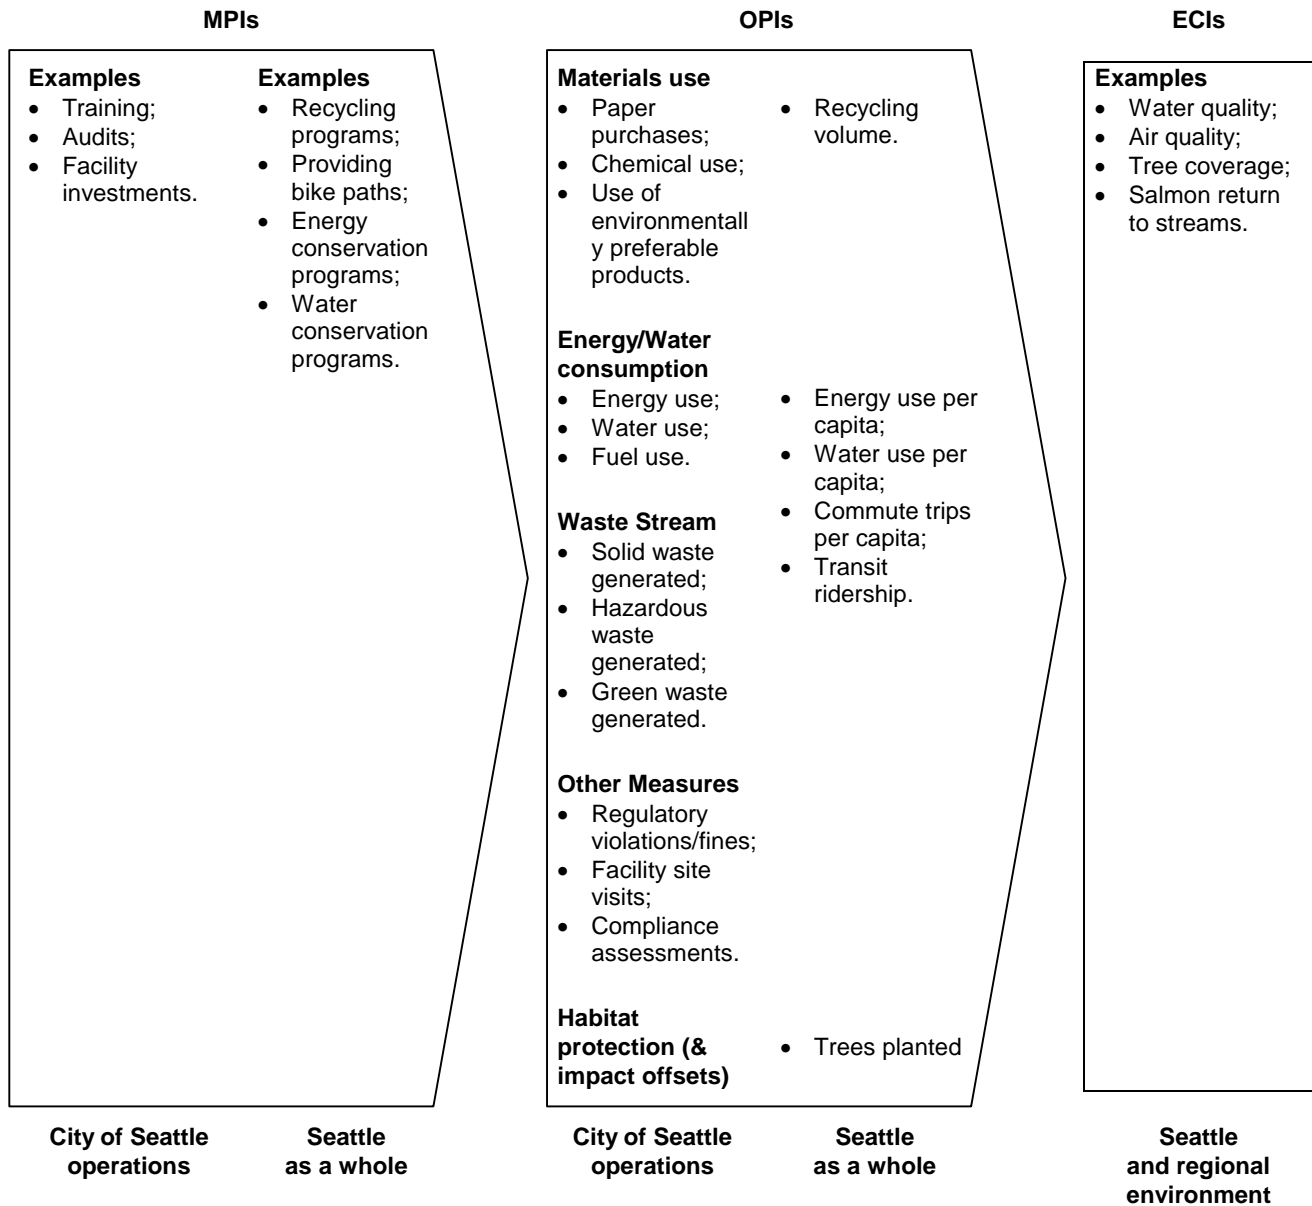 MPIs
OPIs
ECIs
Examples
• Training;
• Audits;
• Facility
investments.
Examples
• Recycling
programs;
• Providing
bike paths;
• Energy
conservation
programs;
• Water
conservation
programs.
Materials use
• Paper
purchases;
• Chemical use;
• Use of
environmentall
y preferable
products.
• Recycling
volume.
Energy/Water
consumption
• Energy use;
• Water use;
• Fuel use.
• Energy use per
capita;
• Water use per
capita;
• Commute trips
per capita;
• Transit
ridership.
Waste Stream
• Solid waste
generated;
• Hazardous
waste
generated;
• Green waste
generated.
Other Measures
• Regulatory
violations/fines;
• Facility site
visits;
• Compliance
assessments.
Habitat
protection (&
impact offsets)
• Trees planted
Examples
• Water quality;
• Air quality;
• Tree coverage;
• Salmon return
to streams.
City of Seattle
operations
Seattle
as a whole
City of Seattle
operations
Seattle
as a whole
Seattle
and regional
environment